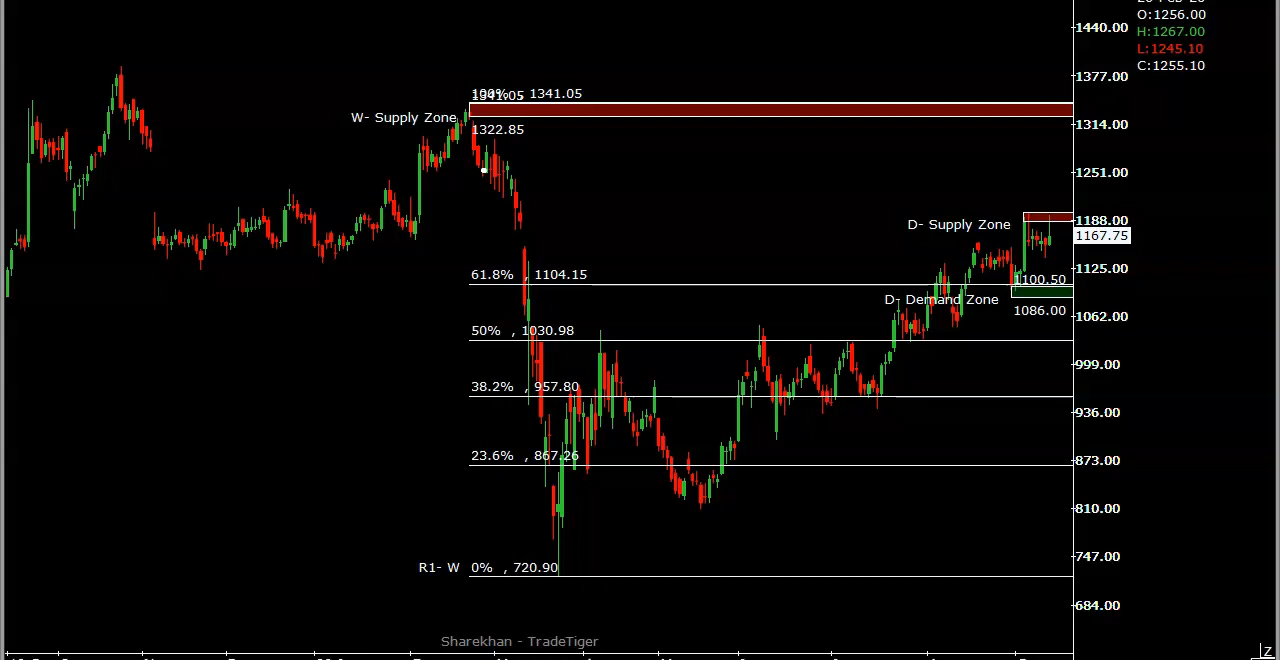 O:1256.00
H:1267.00
L:1245.10
C:1255.10
1440.00
1377.00
1314.00
1251.00
1188.00
1167.75
1125.00
1062.00
999.00
936.00
873.00
810.00
747.00
684.00
100% , 1341.05
1341.05
W- Supply Zone
1322.85
D- Supply Zone
61.8% , 1104.15
1100.50
D- Demand Zone
1086.00
50% , 1030.98
38.2% , 957.80
23.6% , 867.26
R1- W 0% , 720.90
Sharekhan - TradeTiger
Z